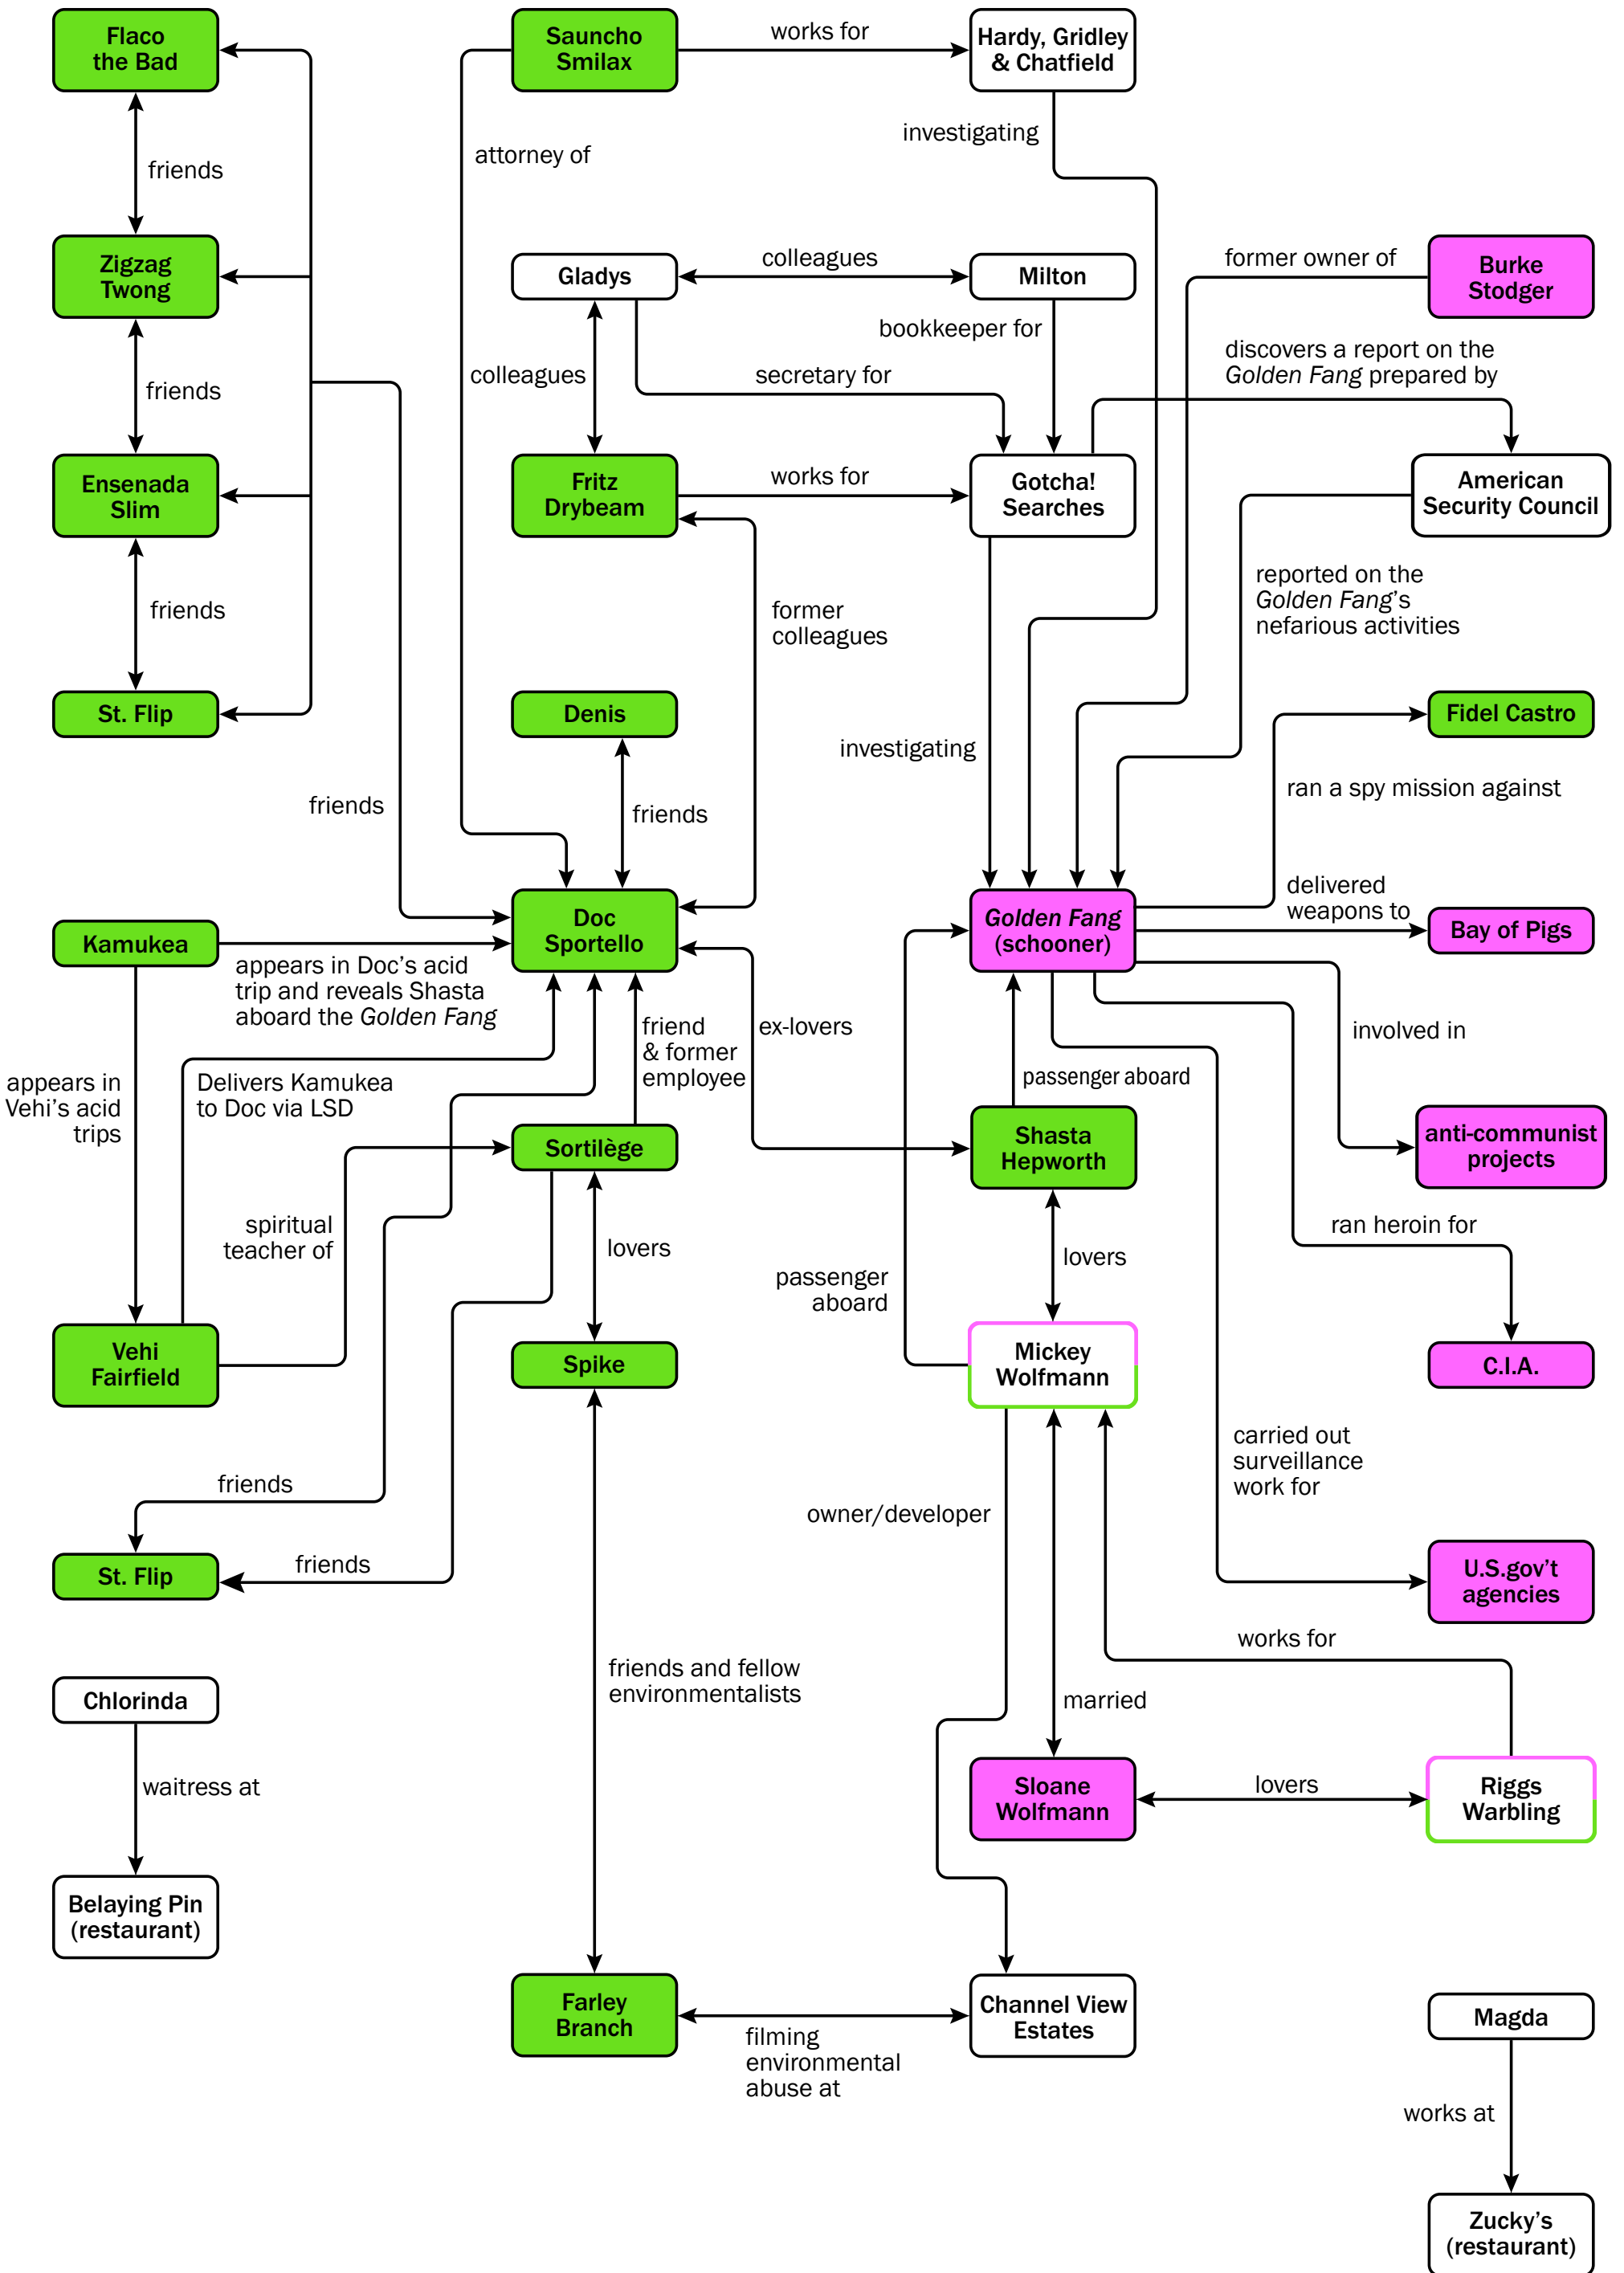 Flaco
the Bad
Sauncho
Smilax
works for
Hardy, Gridley
& Chatfield
investigating
attorney of
friends
Zigzag
Twong
Gladys
colleagues
Milton
former owner of
Burke
Stodger
bookkeeper for
discovers a report on the
Golden Fang prepared by
colleagues
secretary for
friends
Ensenada
Slim
Fritz
Drybeam
works for
Gotcha!
Searches
American
Security Council
reported on the
Golden Fang's
nefarious activities
friends
former
colleagues
St. Flip
Denis
Fidel Castro
investigating
ran a spy mission against
friends
friends
delivered
weapons to
Doc
Sportello
Golden Fang
(schooner)
Bay of Pigs
Kamukea
appears in Doc's acid
trip and reveals Shasta
aboard the Golden Fang
friend
& former
employee
ex-lovers
involved in
appears in
Vehi's acid
trips
Delivers Kamukea
to Doc via LSD
passenger aboard
Sortilège
Shasta
Hepworth
anti-communist
projects
spiritual
teacher of
lovers
lovers
ran heroin for
passenger
aboard
Vehi
Fairfield
Spike
Mickey
Wolfmann
C.I.A.
carried out
surveillance
work for
friends
owner/developer
friends
St. Flip
U.S.gov't
agencies
works for
friends and fellow
environmentalists
Chlorinda
married
waitress at
Sloane
Wolfmann
lovers
Riggs
Warbling
Belaying Pin
(restaurant)
Farley
Branch
filming
environmental
abuse at
Channel View
Estates
Magda
works at
Zucky's
(restaurant)